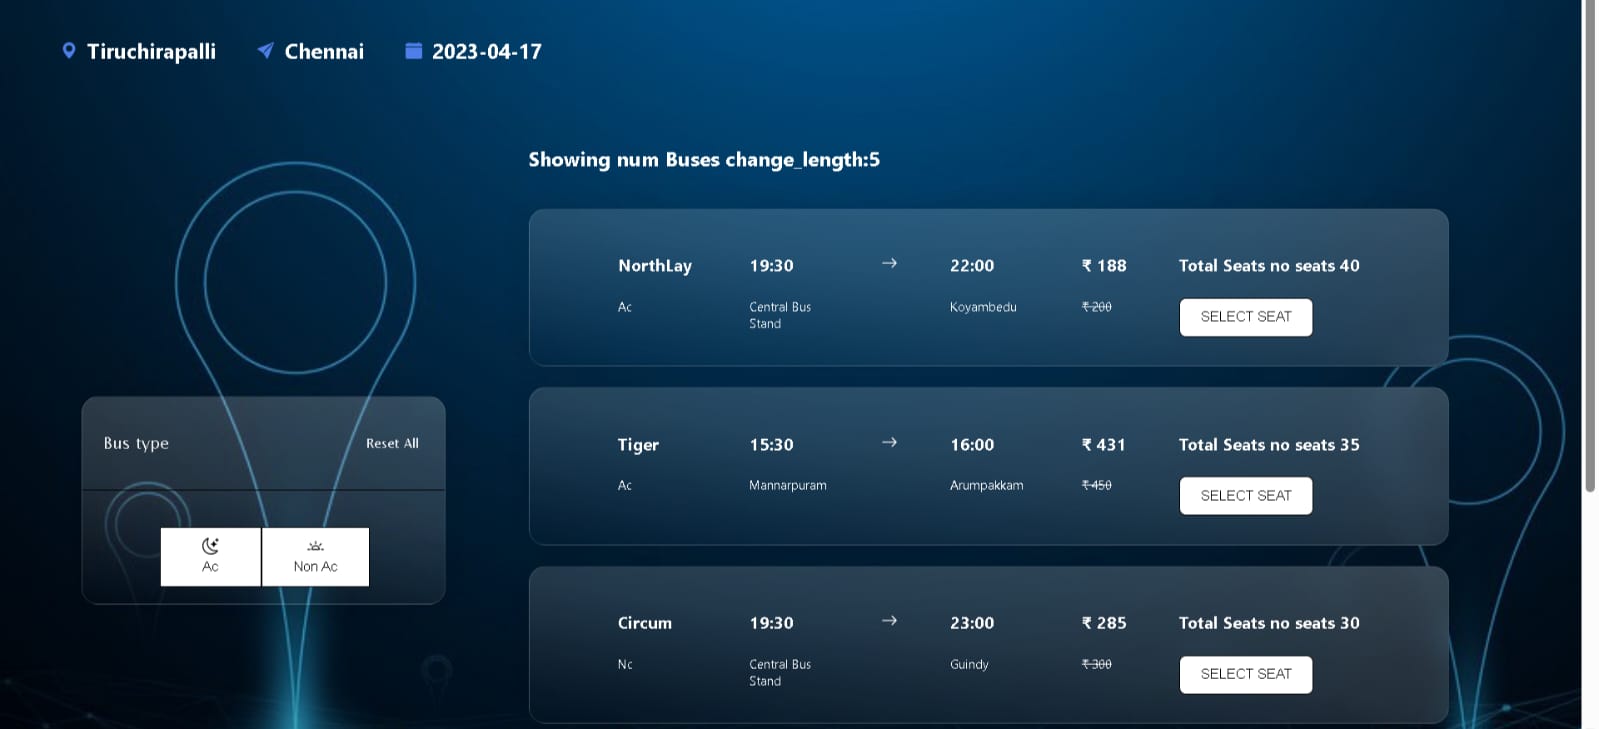 Tiruchirapalli Chennai 2023-04-17
Showing num Buses change_length:5
Bus type Reset All
Ac Non Ac
NorthLay 19:30 → 22:00 ₹ 188 Total Seats no seats 40
Ac Central Bus Koyambedu ₹ 200
Stand
SELECT SEAT
Tiger 15:30 → 16:00 ₹ 431 Total Seats no seats 35
Ac Mannarpuram Arumpakkam ₹ 450
SELECT SEAT
Circum 19:30 → 23:00 ₹ 285 Total Seats no seats 30
Nc Central Bus Guindy ₹ 300
Stand
SELECT SEAT